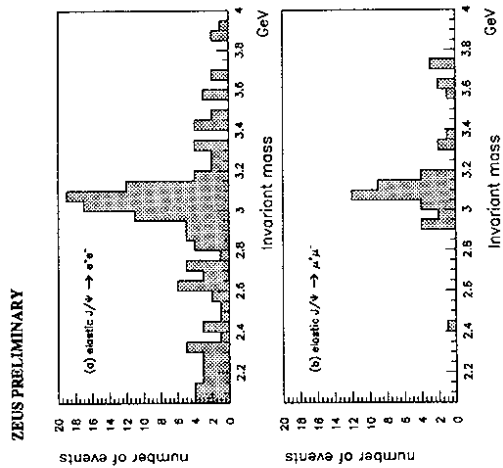 ZEUS PRELIMINARY
number of events
20
18
16
14
12
10
8
6
4
2
0
(a) elastic J/Ψ → e⁺e⁻
2.2 2.4 2.6 2.8 3 3.2 3.4 3.6 3.8 4
Invariant mass GeV
number of events
20
18
16
14
12
10
8
6
4
2
0
(b) elastic J/Ψ → μ⁺μ⁻
2.2 2.4 2.6 2.8 3 3.2 3.4 3.6 3.8 4
Invariant mass GeV